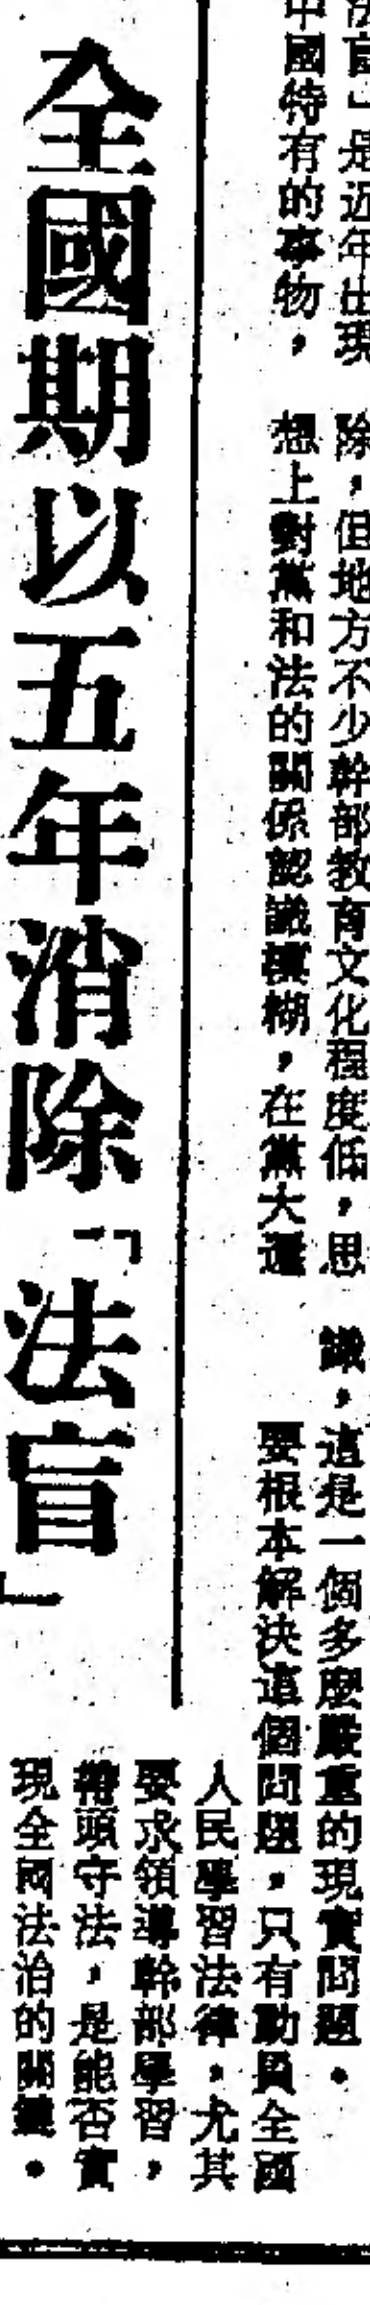 全國期以五年消除「法盲」
法盲」是近年出現
中國特有的事物，
除，但地方不少幹部教育文化程度低，思
想上對黨和法的關係認識模糊，在黨大還
識，這是一個多麼嚴重的現實問題。
要根本解決這個問題，只有動員全國
人民學習法律，尤其
要求領導幹部學習，
帶頭守法，是能否實
現全國法治的關鍵。